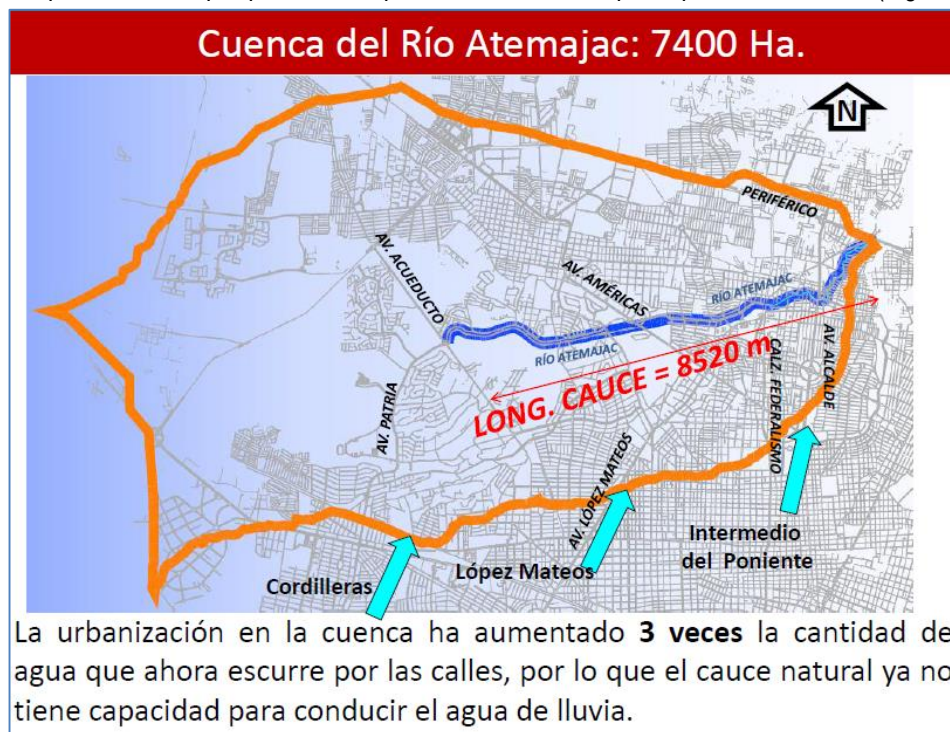 Cuenca del Río Atemajac: 7400 Ha.
N
PERIFÉRICO
AV. ACUEDUCTO
AV. AMÉRICAS
RÍO ATEMAJAC
RÍO ATEMAJAC
LONG. CAUCE = 8520 m
AV. ALCALDE
CALZ. FEDERALISMO
AV. PATRIA
AV. LÓPEZ MATEOS
Intermedio
del Poniente
López Mateos
Cordilleras
La urbanización en la cuenca ha aumentado 3 veces la cantidad de
agua que ahora escurre por las calles, por lo que el cauce natural ya no
tiene capacidad para conducir el agua de lluvia.